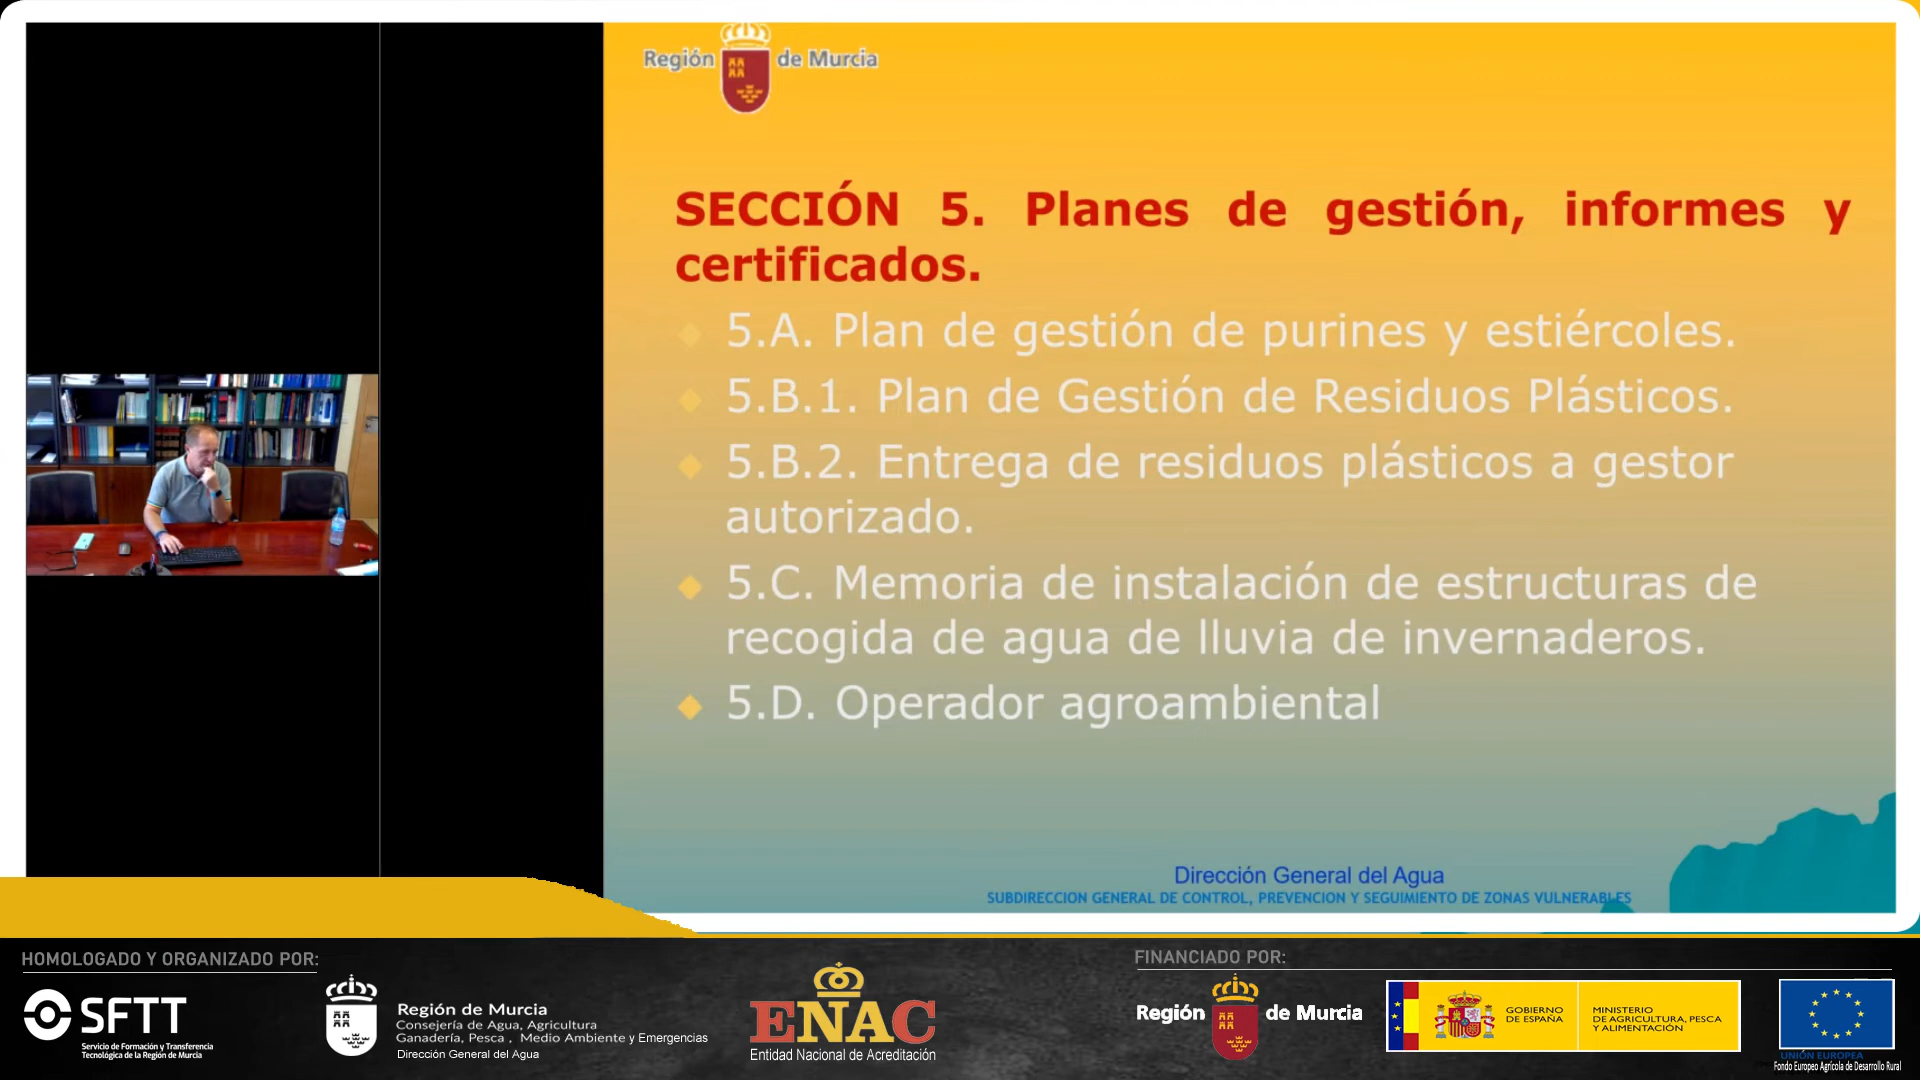 Región de Murcia
SECCIÓN 5. Planes de gestión, informes y
certificados.
5.A. Plan de gestión de purines y estiércoles.
5.B.1. Plan de Gestión de Residuos Plásticos.
5.B.2. Entrega de residuos plásticos a gestor
autorizado.
5.C. Memoria de instalación de estructuras de
recogida de agua de lluvia de invernaderos.
5.D. Operador agroambiental
Dirección General del Agua
SUBDIRECCION GENERAL DE CONTROL, PREVENCION Y SEGUIMIENTO DE ZONAS VULNERABLES
HOMOLOGADO Y ORGANIZADO POR:
SFTT
Servicio de Formación y Transferencia
Tecnológica de la Región de Murcia
Región de Murcia
Consejería de Agua, Agricultura
Ganadería, Pesca , Medio Ambiente y Emergencias
Dirección General del Agua
ENAC
Entidad Nacional de Acreditación
FINANCIADO POR:
Región de Murcia
GOBIERNO
DE ESPAÑA
MINISTERIO
DE AGRICULTURA, PESCA
Y ALIMENTACIÓN
UNIÓN EUROPEA
Fondo Europeo Agrícola de Desarrollo Rural